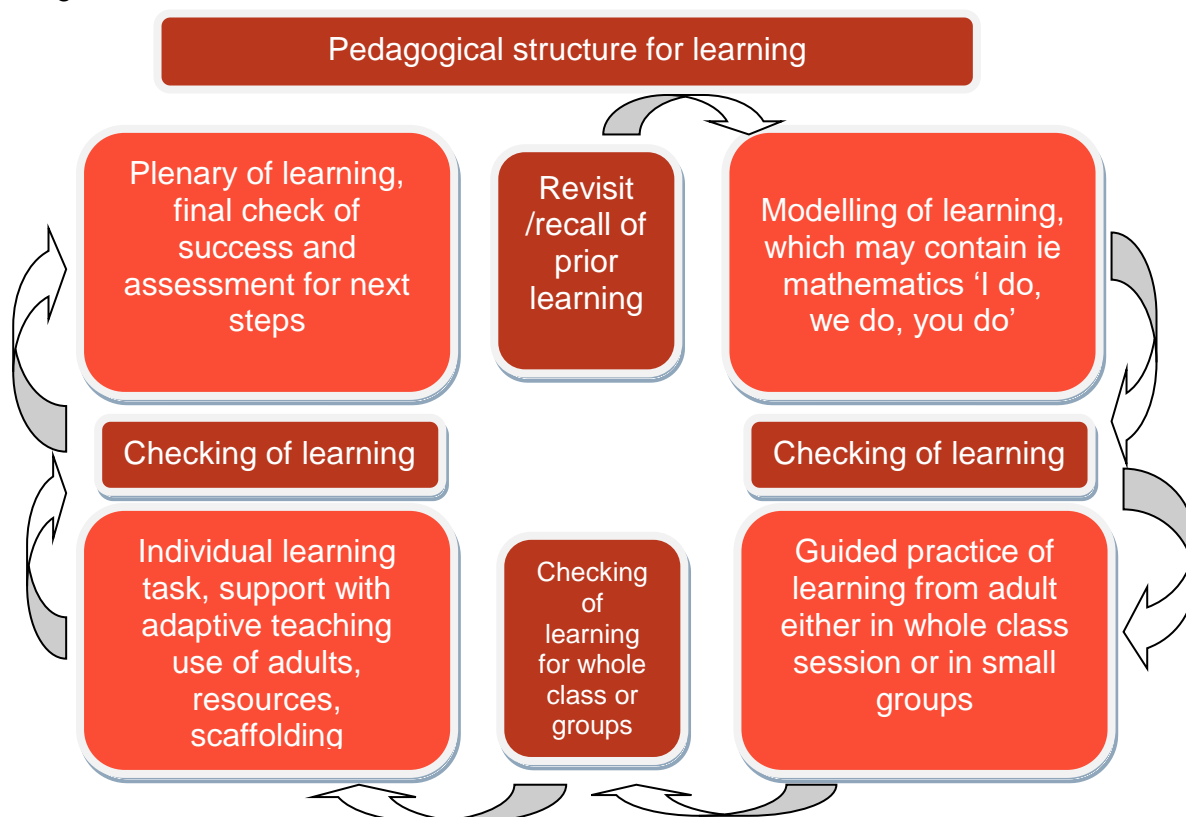 Pedagogical structure for learning
Plenary of learning,
final check of
success and
assessment for next
steps
Revisit
/recall of
prior
learning
Modelling of learning,
which may contain ie
mathematics ‘I do,
we do, you do’
Checking of learning
Checking of learning
Individual learning
task, support with
adaptive teaching
use of adults,
resources,
scaffolding
Checking
of
learning
for whole
class or
groups
Guided practice of
learning from adult
either in whole class
session or in small
groups